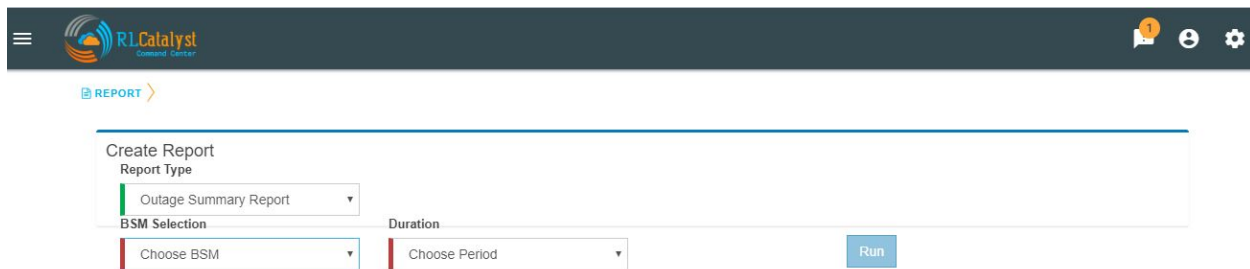 1
RLCatalyst
Command Center
REPORT
Create Report
Report Type
Outage Summary Report
BSM Selection
Duration
Choose BSM
Choose Period
Run